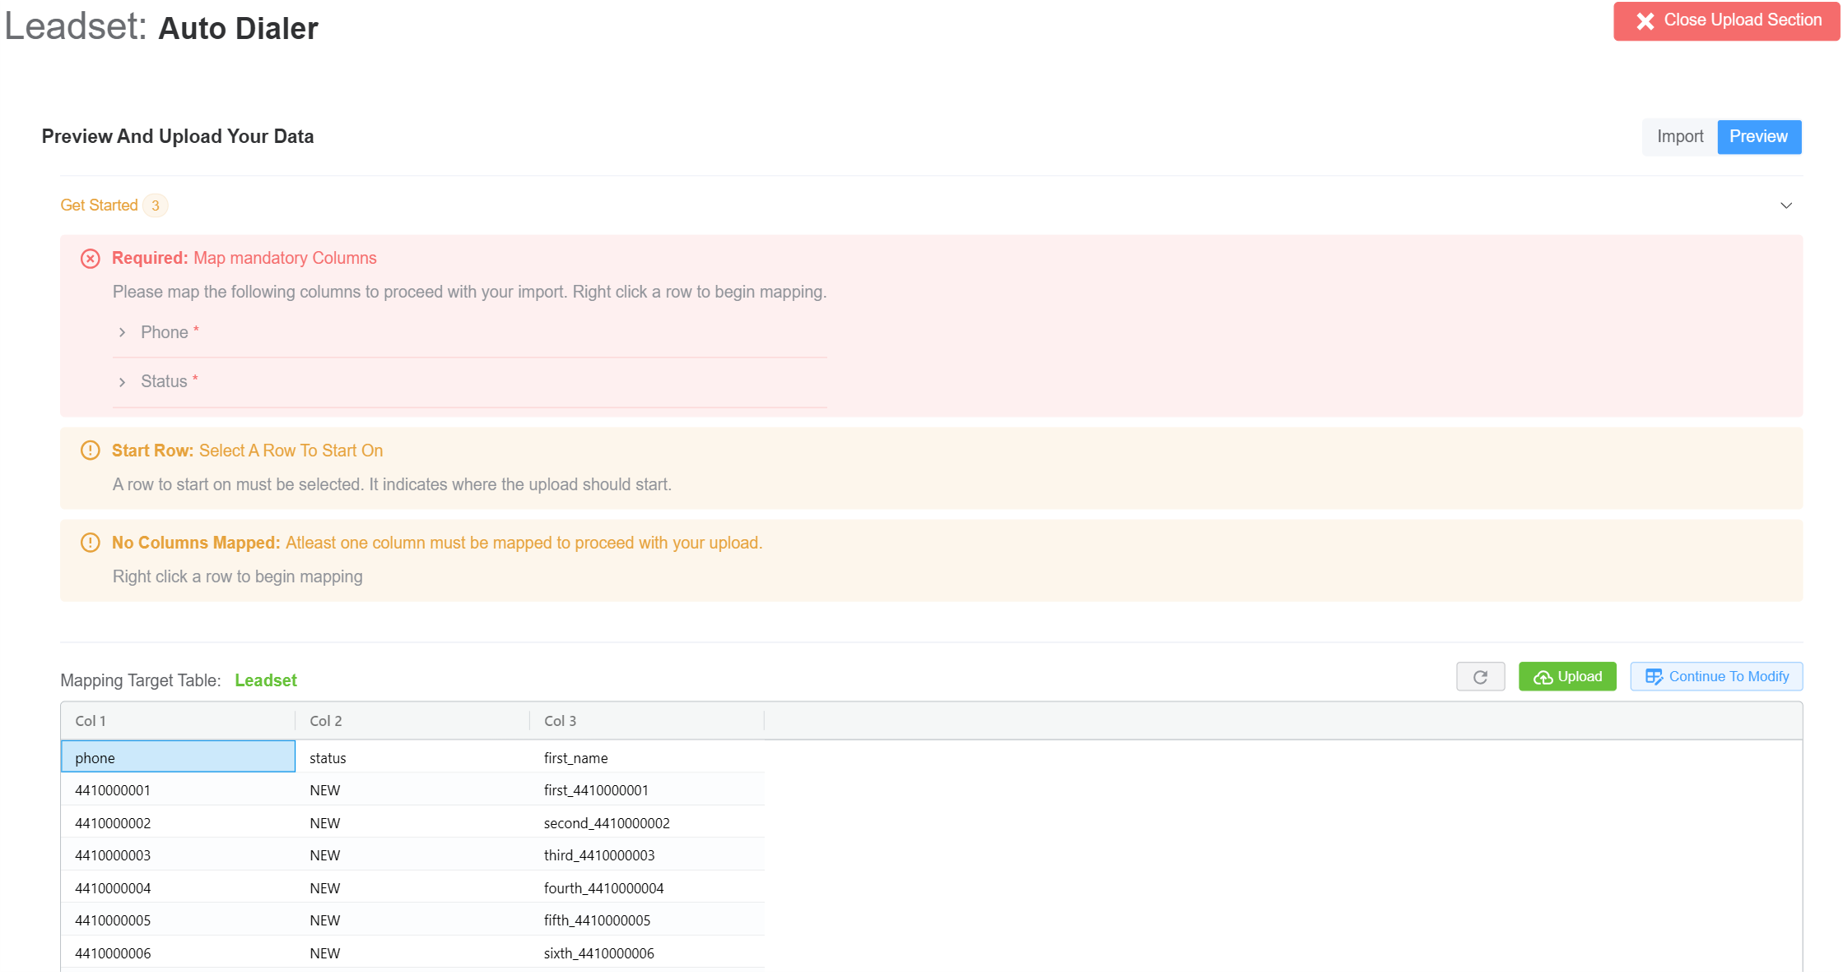 Leadset: Auto Dialer
Close Upload Section
Preview And Upload Your Data
Import
Preview
Get Started 3
Required: Map mandatory Columns
Please map the following columns to proceed with your import. Right click a row to begin mapping.
Phone *
Status *
Start Row: Select A Row To Start On
A row to start on must be selected. It indicates where the upload should start.
No Columns Mapped: Atleast one column must be mapped to proceed with your upload.
Right click a row to begin mapping
Mapping Target Table: Leadset
Upload
Continue To Modify
Col 1 Col 2 Col 3
phone status first_name
4410000001 NEW first_4410000001
4410000002 NEW second_4410000002
4410000003 NEW third_4410000003
4410000004 NEW fourth_4410000004
4410000005 NEW fifth_4410000005
4410000006 NEW sixth_4410000006